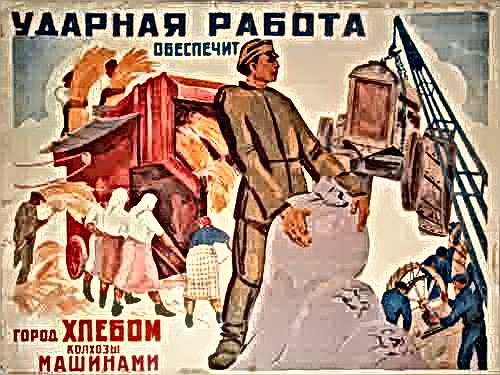 УДАРНАЯ РАБОТА
ОБЕСПЕЧИТ
ГОРОД ХЛЕБОМ
КОЛХОЗЫ
МАШИНАМИ